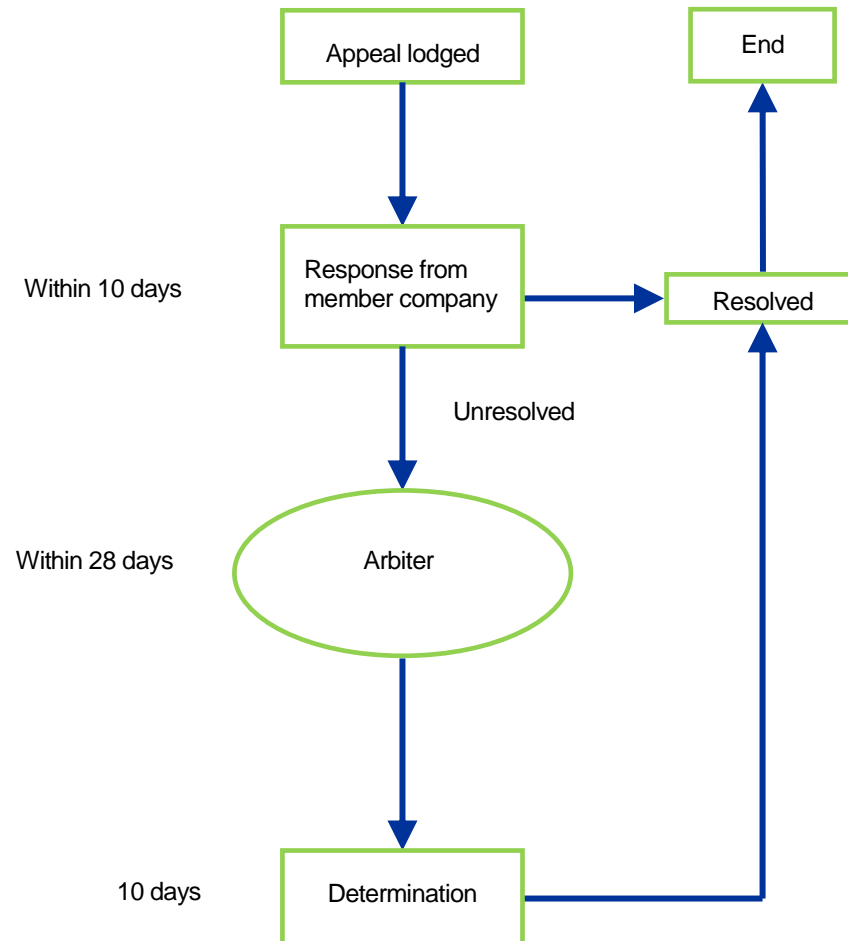 Appeal lodged
End
Within 10 days
Response from
member company
Resolved
Unresolved
Within 28 days
Arbiter
10 days
Determination